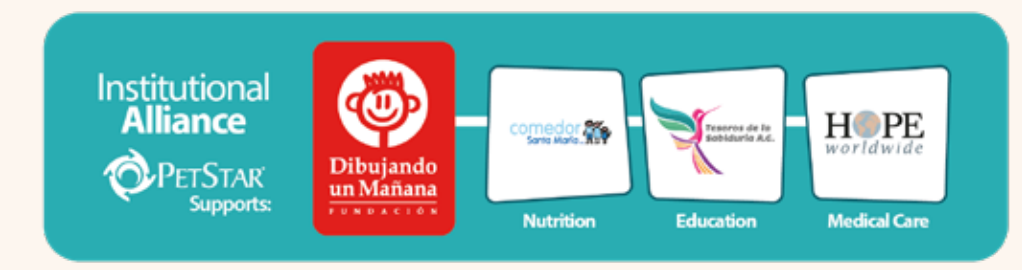 Institutional
Alliance
PETSTAR
Supports:
Dibujando
un Mañana
FUNDACIÓN
comedor
Santa María...
Nutrition
Tesoros de la
Sabiduría A.C.
Education
HOPE
worldwide
Medical Care